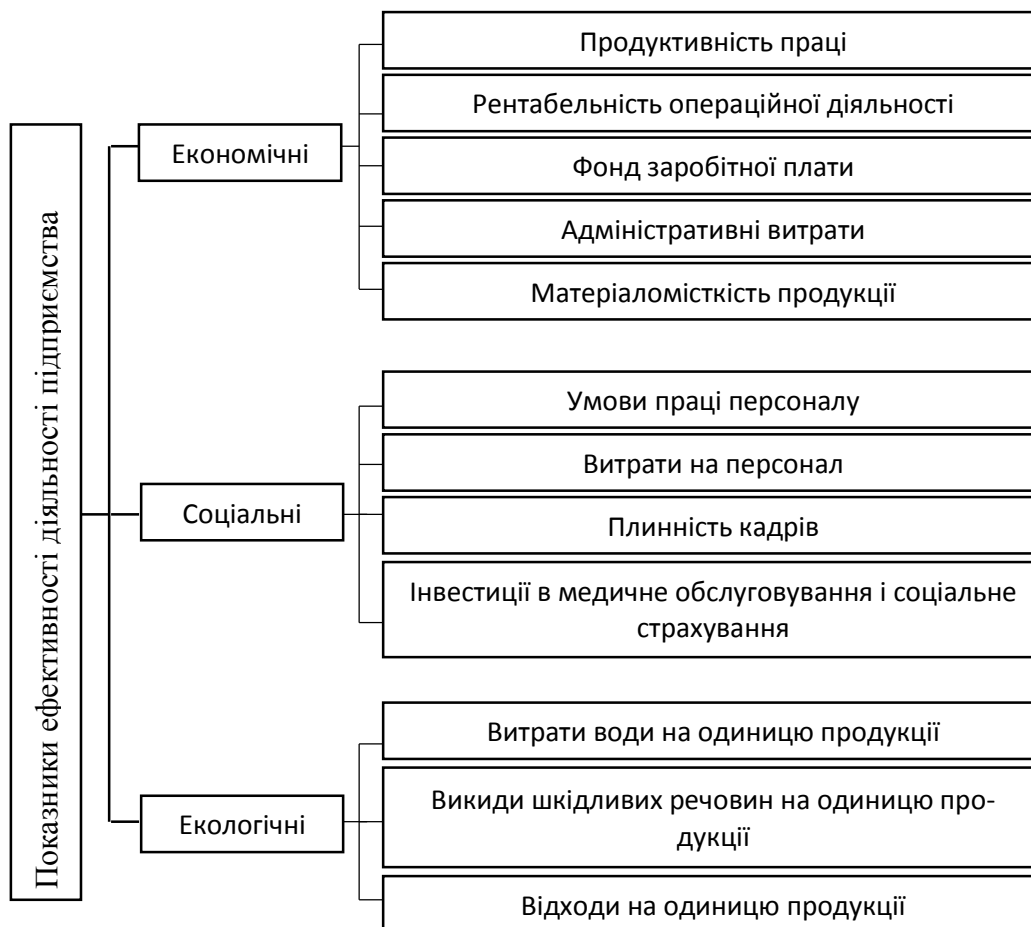 Показники ефективності діяльності підприємства
Економічні
Продуктивність праці
Рентабельність операційної діяльності
Фонд заробітної плати
Адміністративні витрати
Матеріаломісткість продукції
Соціальні
Умови праці персоналу
Витрати на персонал
Плинність кадрів
Інвестиції в медичне обслуговування і соціальне
страхування
Екологічні
Витрати води на одиницю продукції
Викиди шкідливих речовин на одиницю про-
дукції
Відходи на одиницю продукції